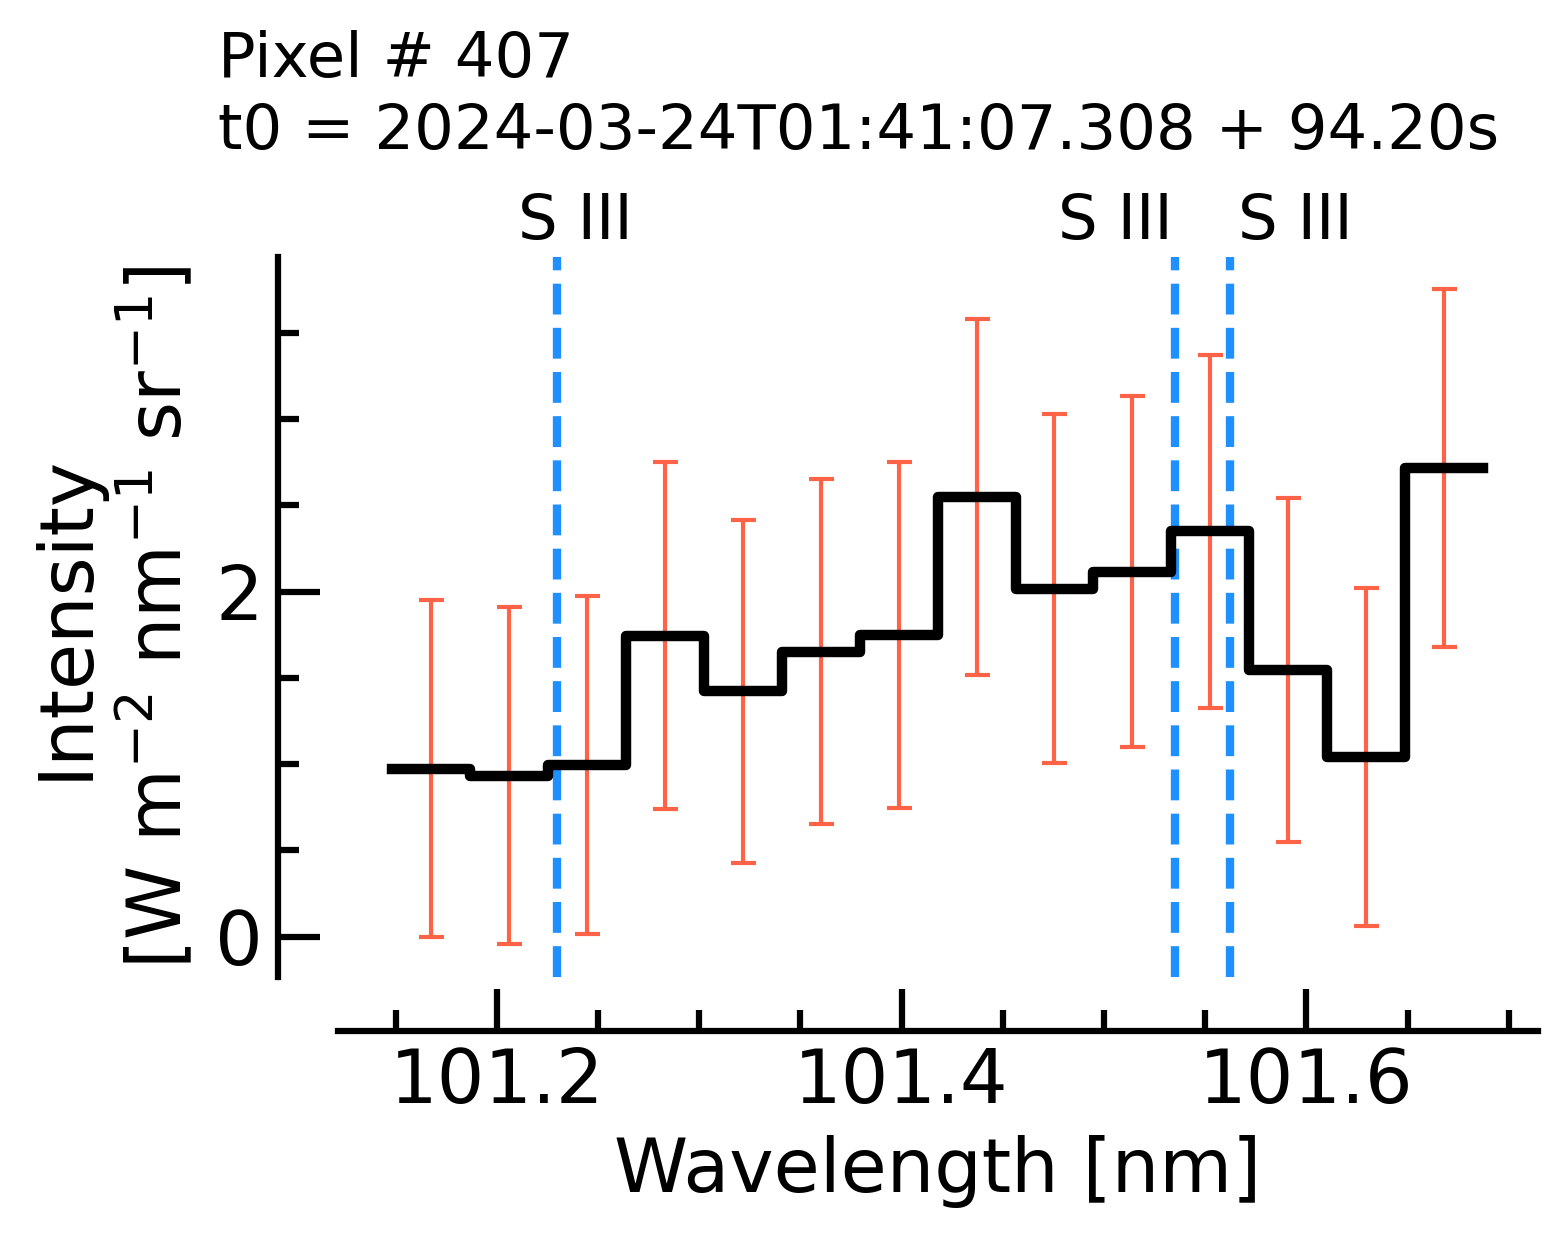 Pixel # 407
t0 = 2024-03-24T01:41:07.308 + 94.20s
S III S III S III
Intensity
[W m⁻² nm⁻¹ sr⁻¹]
2
0
101.2 101.4 101.6
Wavelength [nm]